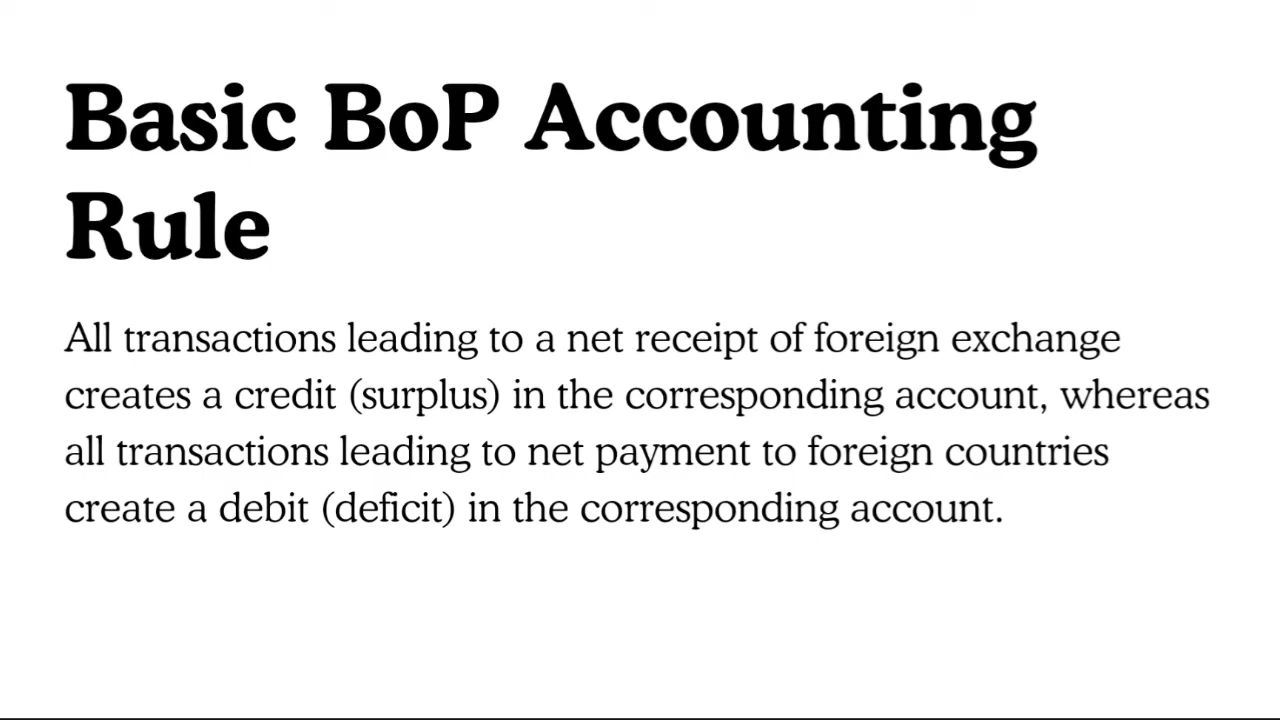 Basic BoP Accounting
Rule
All transactions leading to a net receipt of foreign exchange
creates a credit (surplus) in the corresponding account, whereas
all transactions leading to net payment to foreign countries
create a debit (deficit) in the corresponding account.